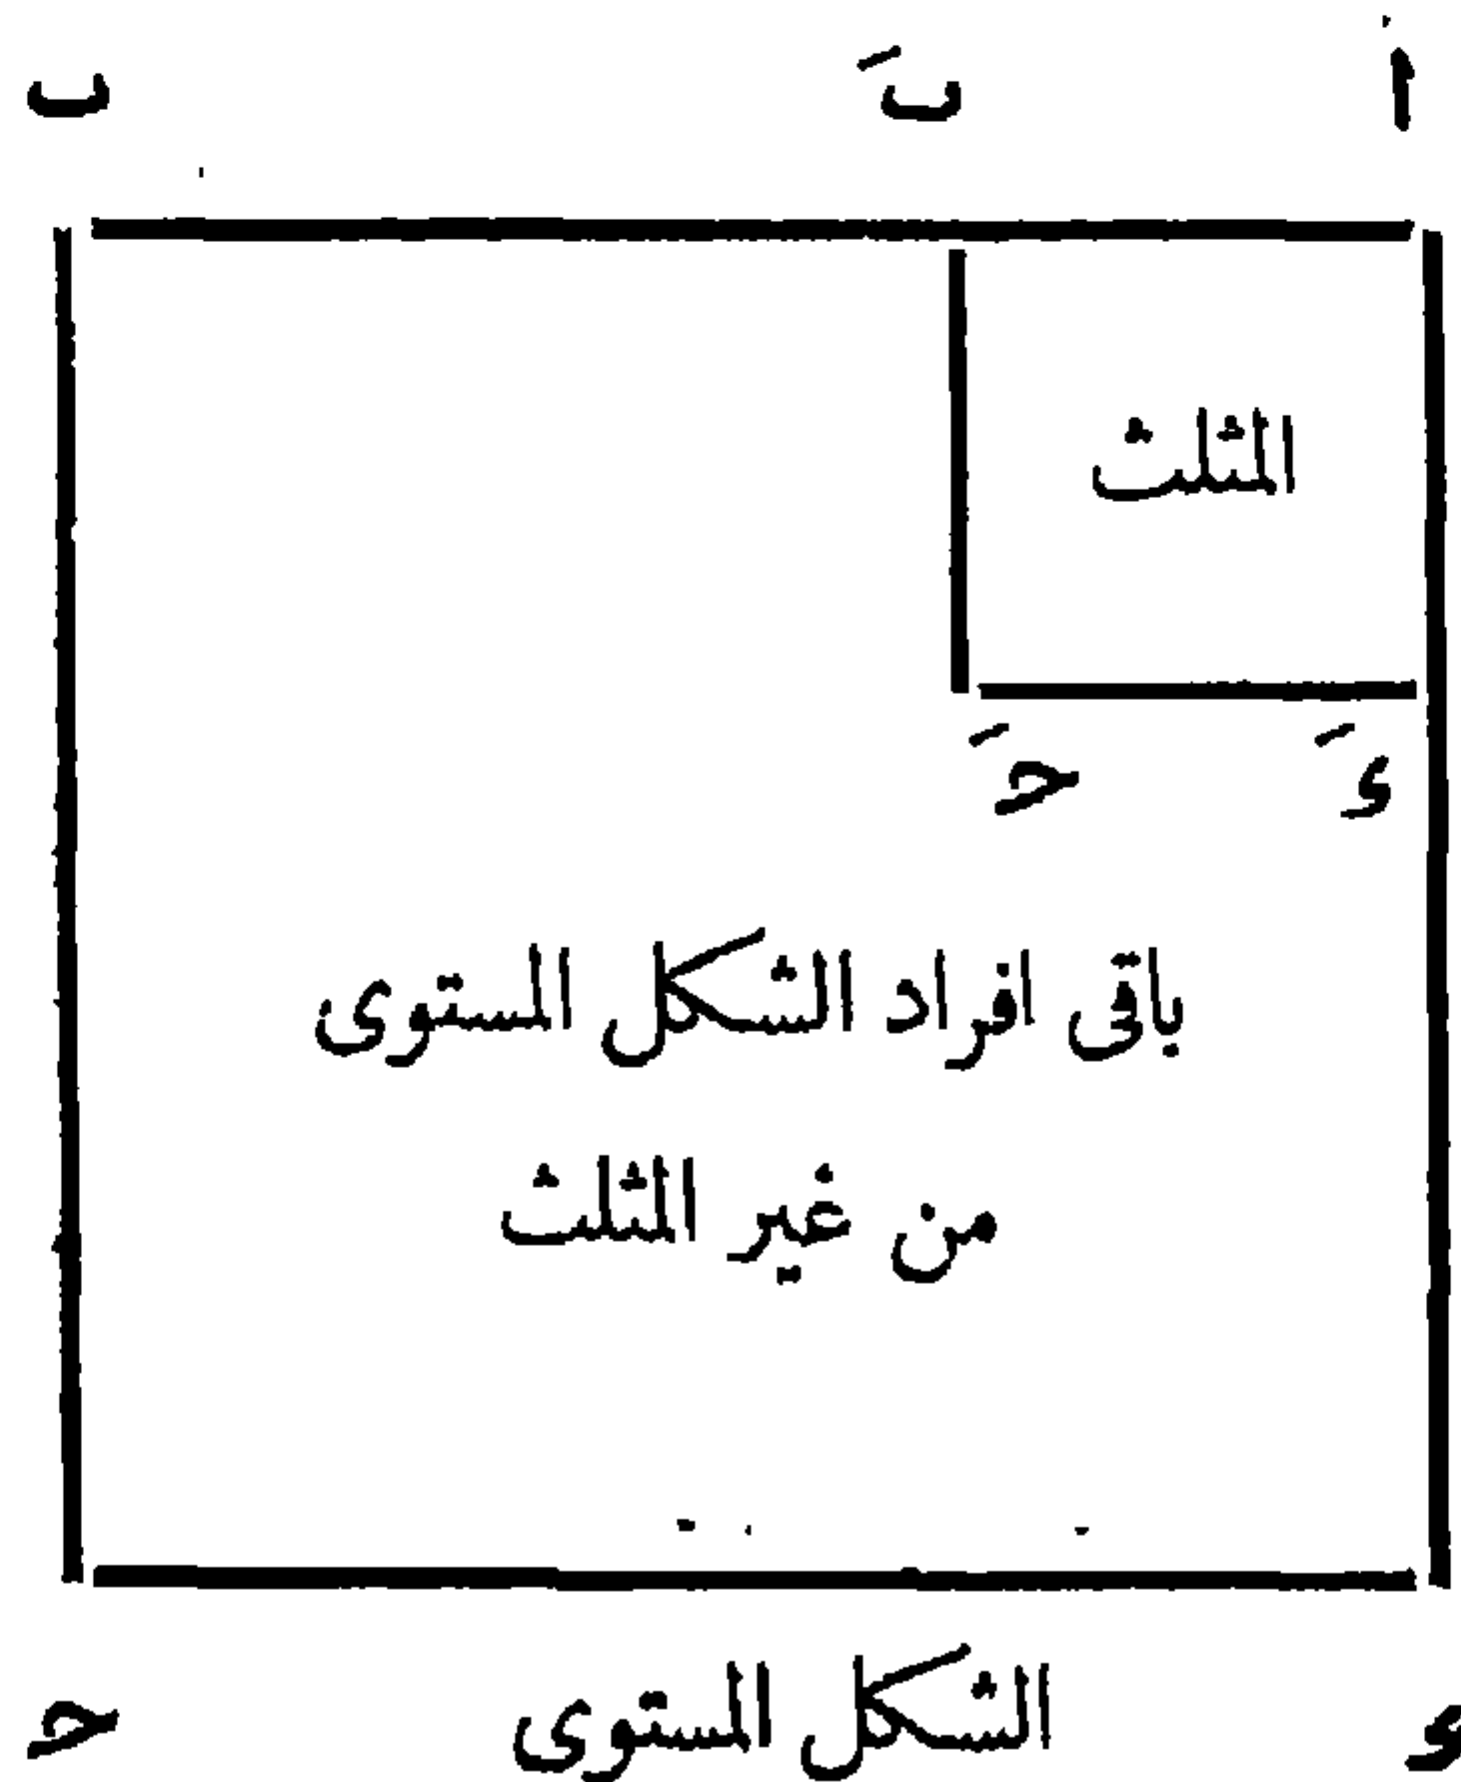 ا بَ ب
المثلث
ءَ حَ
باقى افراد الشكل المستوى
من غير المثلث
ء الشكل المستوى ح